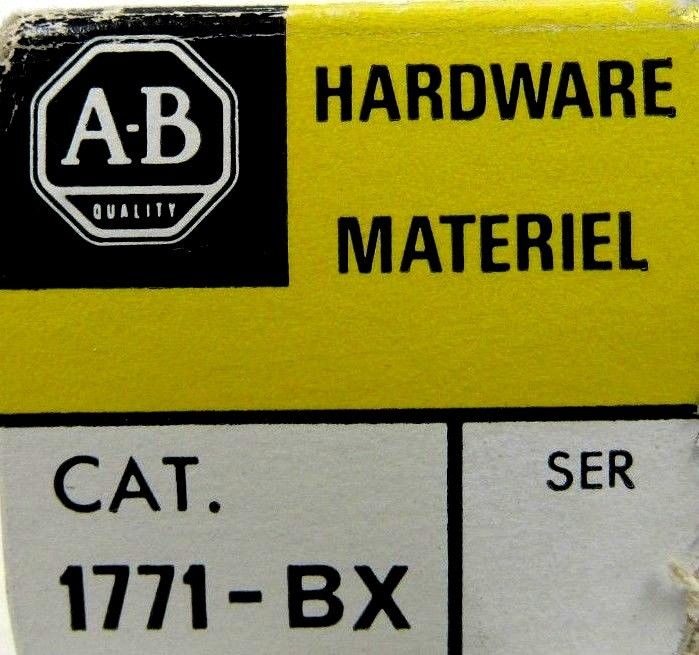 A-B
QUALITY
HARDWARE
MATERIEL
CAT.
1771-BX
SER